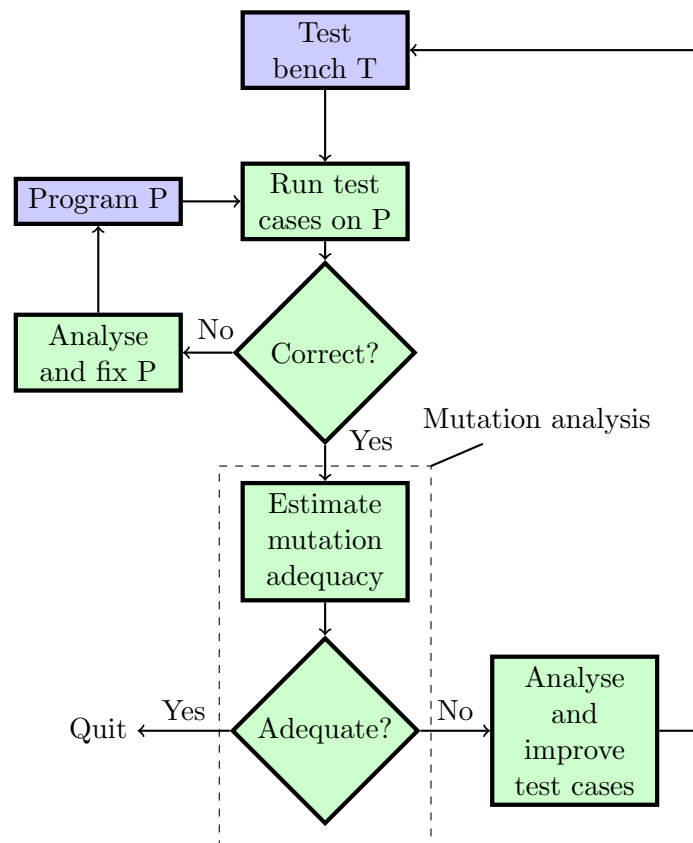 Test
bench T
Program P
Run test
cases on P
Analyse
and fix P
No
Correct?
Yes
Mutation analysis
Estimate
mutation
adequacy
Quit
Yes
Adequate?
No
Analyse
and
improve
test cases